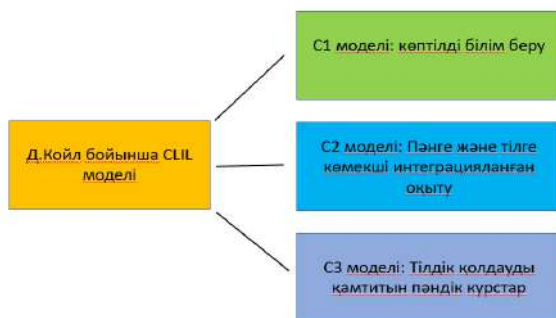 С1 моделі: көптілді білім беру
Д.Койл бойынша CLIL
моделі
С2 моделі: Пәнге және тілге
көмекші интеграцияланған
оқыту
С3 моделі: Тілдік қолдауды
қамтитын пәндік курстар